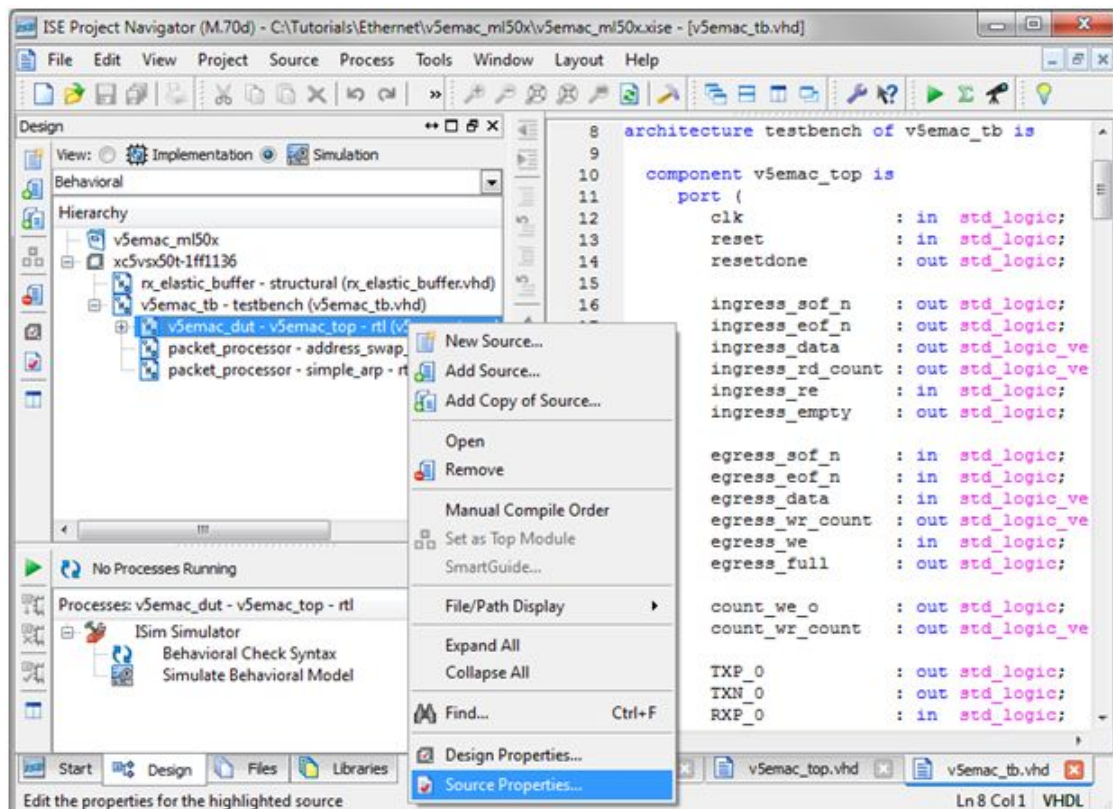 ISE Project Navigator (M.70d) - C:\Tutorials\Ethernet\v5emac_ml50x\v5emac_ml50x.xise - [v5emac_tb.vhd]
File Edit View Project Source Process Tools Window Layout Help
Design
View: Implementation Simulation
Behavioral
Hierarchy
v5emac_ml50x
xc5vsx50t-1ff1136
rx_elastic_buffer - structural (rx_elastic_buffer.vhd)
v5emac_tb - testbench (v5emac_tb.vhd)
v5emac_dut - v5emac_top - rtl
packet_processor - address_swap_
packet_processor - simple_arp -
No Processes Running
Processes: v5emac_dut - v5emac_top - rtl
ISim Simulator
Behavioral Check Syntax
Simulate Behavioral Model
New Source...
Add Source...
Add Copy of Source...
Open
Remove
Manual Compile Order
Set as Top Module
SmartGuide...
File/Path Display
Expand All
Collapse All
Find... Ctrl+F
Design Properties...
Source Properties...
8 architecture testbench of v5emac_tb is
9
10 component v5emac_top is
11 port (
12 clk : in std_logic;
13 reset : in std_logic;
14 resetdone : out std_logic;
15
16 ingress_sof_n : out std_logic;
ingress_eof_n : out std_logic;
ingress_data : out std_logic_ve
ingress_rd_count : out std_logic_ve
ingress_re : in std_logic;
ingress_empty : out std_logic;
egress_sof_n : in std_logic;
egress_eof_n : in std_logic;
egress_data : in std_logic_ve
egress_wr_count : out std_logic_ve
egress_we : in std_logic;
egress_full : out std_logic;
count_we_o : out std_logic;
count_wr_count : out std_logic_ve
TXP_0 : out std_logic;
TXN_0 : out std_logic;
RXP_0 : in std_logic;
Start Design Files Libraries
v5emac_top.vhd v5emac_tb.vhd
Edit the properties for the highlighted source
Ln 8 Col 1 VHDL